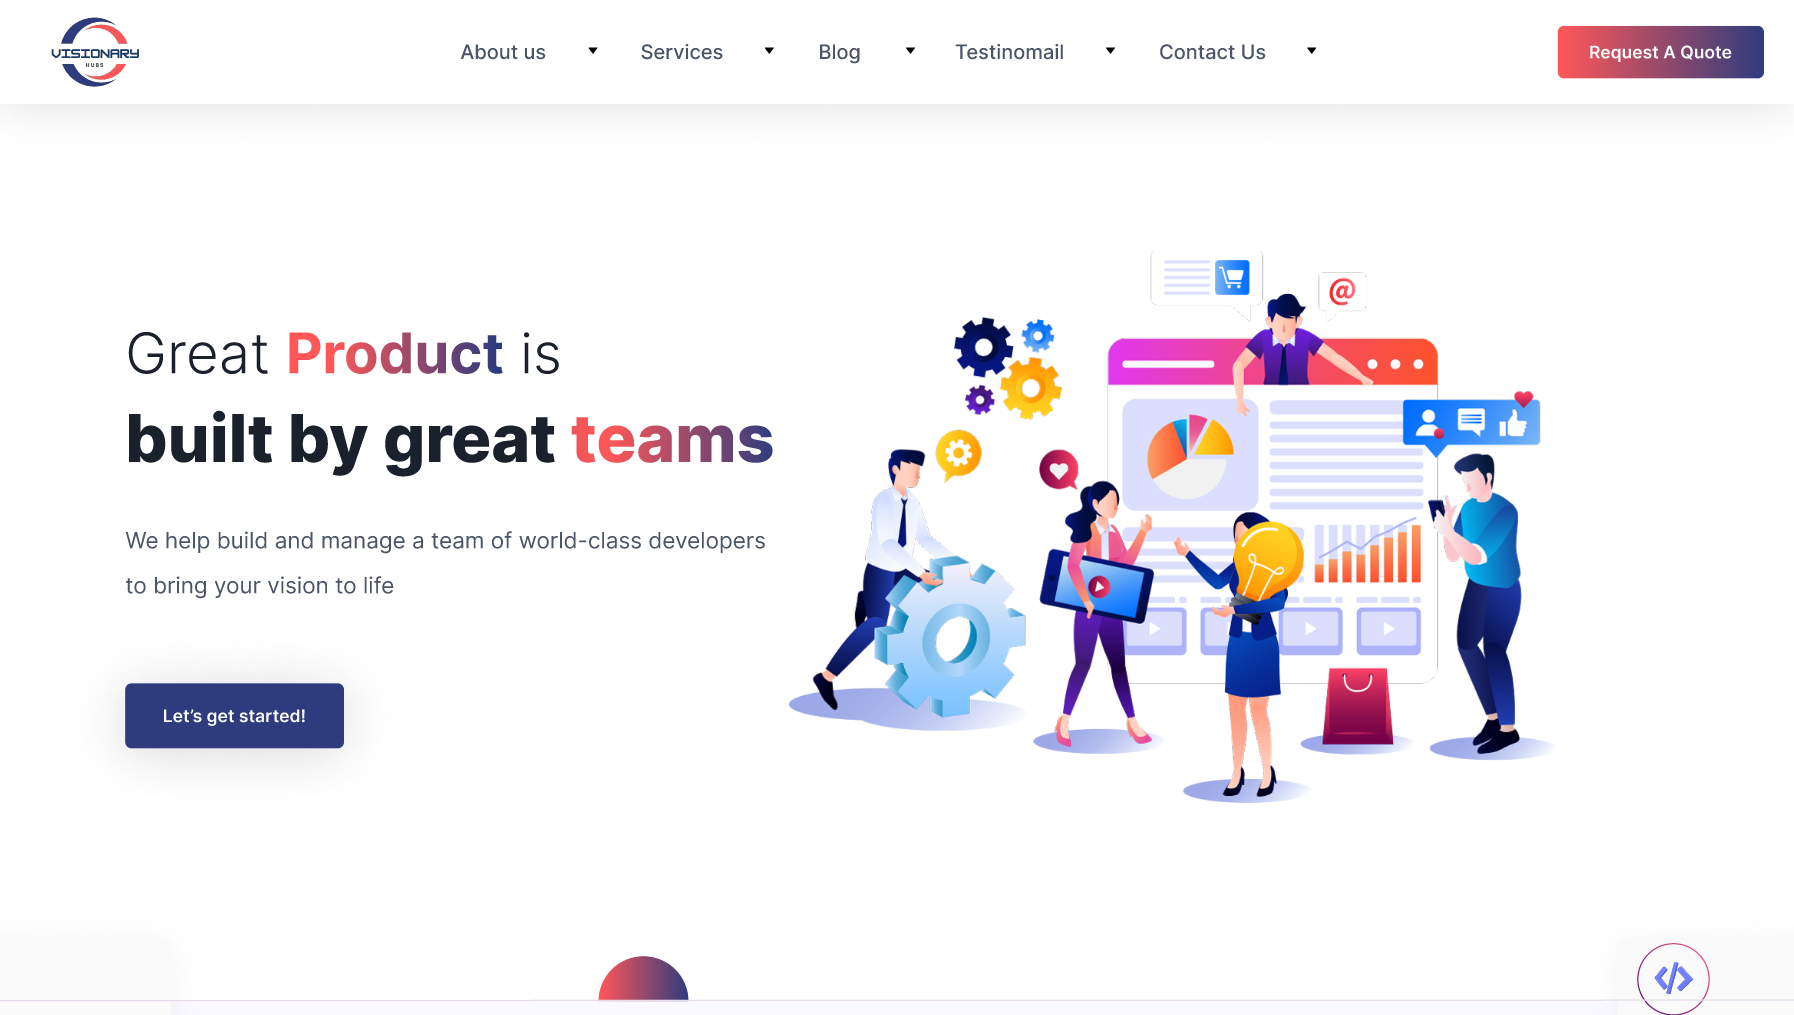 VISIONARY
HUBS
About us
Services
Blog
Testinomail
Contact Us
Request A Quote
Great Product is
built by great teams
We help build and manage a team of world-class developers
to bring your vision to life
Let’s get started!
@